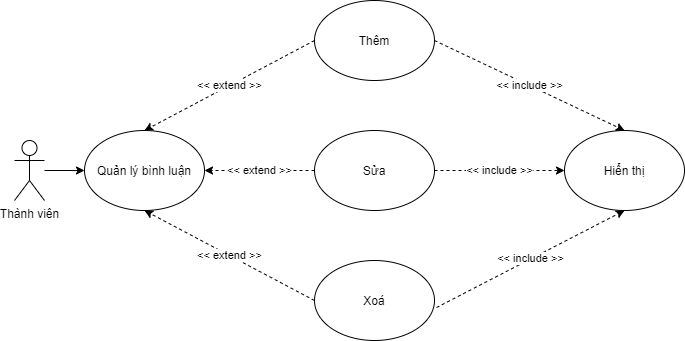 Thêm
<< extend >>
<< include >>
Quản lý bình luận
<< extend >>
Sửa
<< include >>
Hiển thị
Thành viên
<< extend >>
<< include >>
Xoá